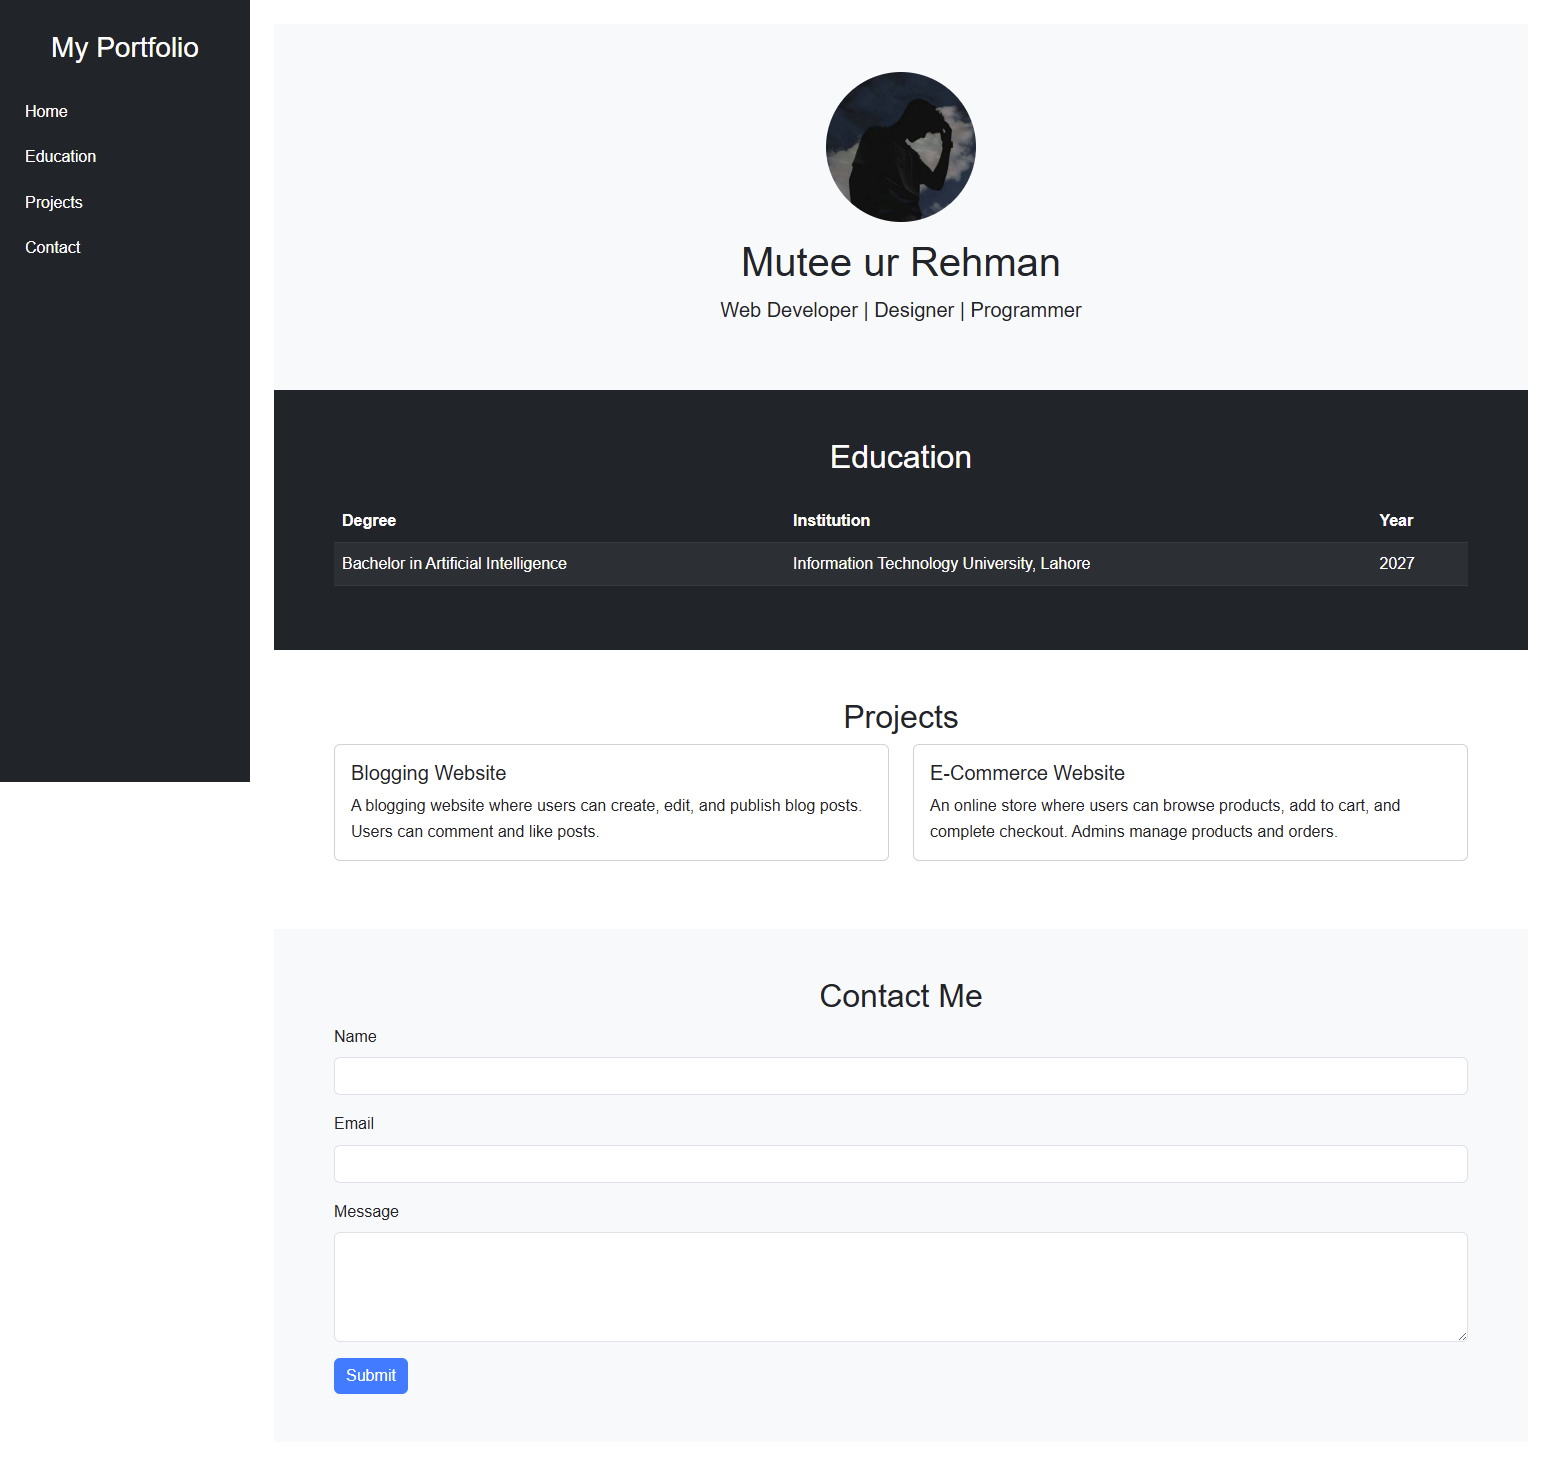 My Portfolio
Home
Education
Projects
Contact
Mutee ur Rehman
Web Developer | Designer | Programmer
Education
Degree Institution Year
Bachelor in Artificial Intelligence Information Technology University, Lahore 2027
Projects
Blogging Website
A blogging website where users can create, edit, and publish blog posts.
Users can comment and like posts.
E-Commerce Website
An online store where users can browse products, add to cart, and
complete checkout. Admins manage products and orders.
Contact Me
Name
Email
Message
Submit